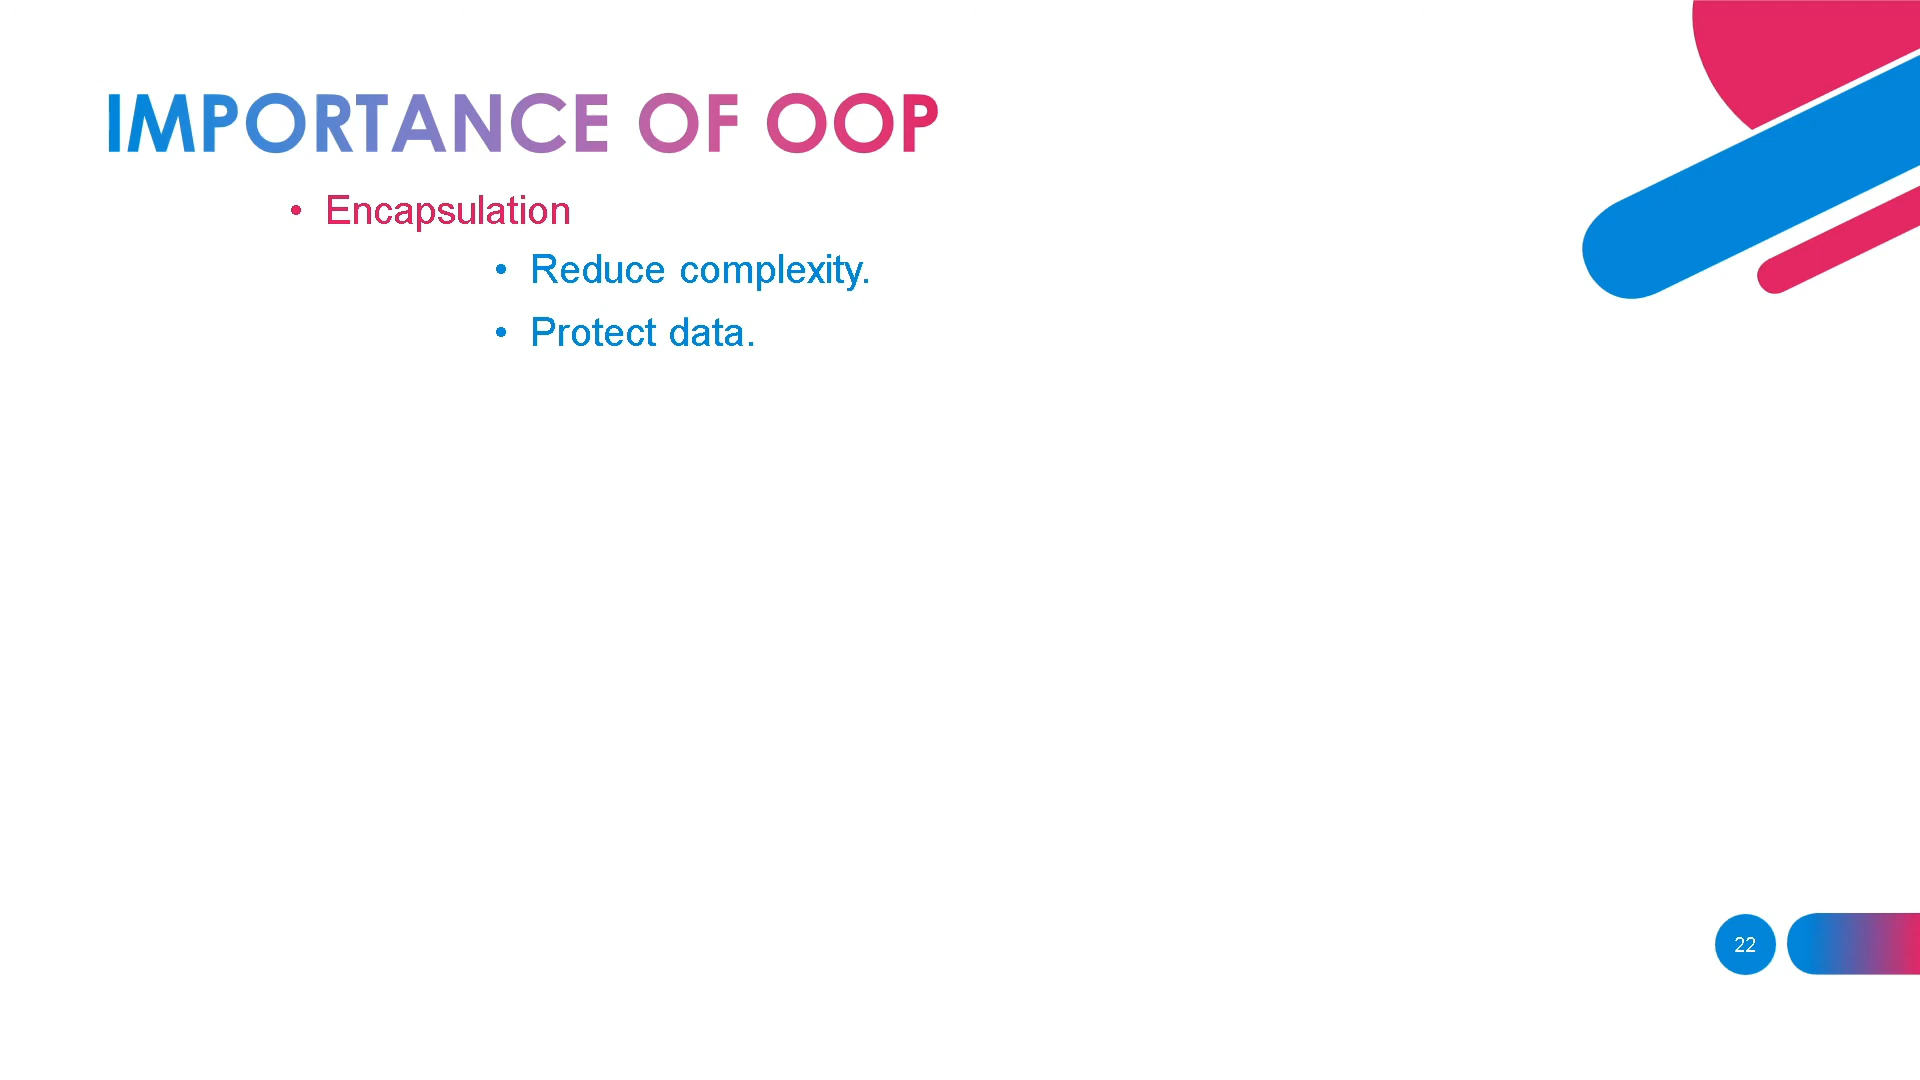 IMPORTANCE OF OOP
• Encapsulation
• Reduce complexity.
• Protect data.
22